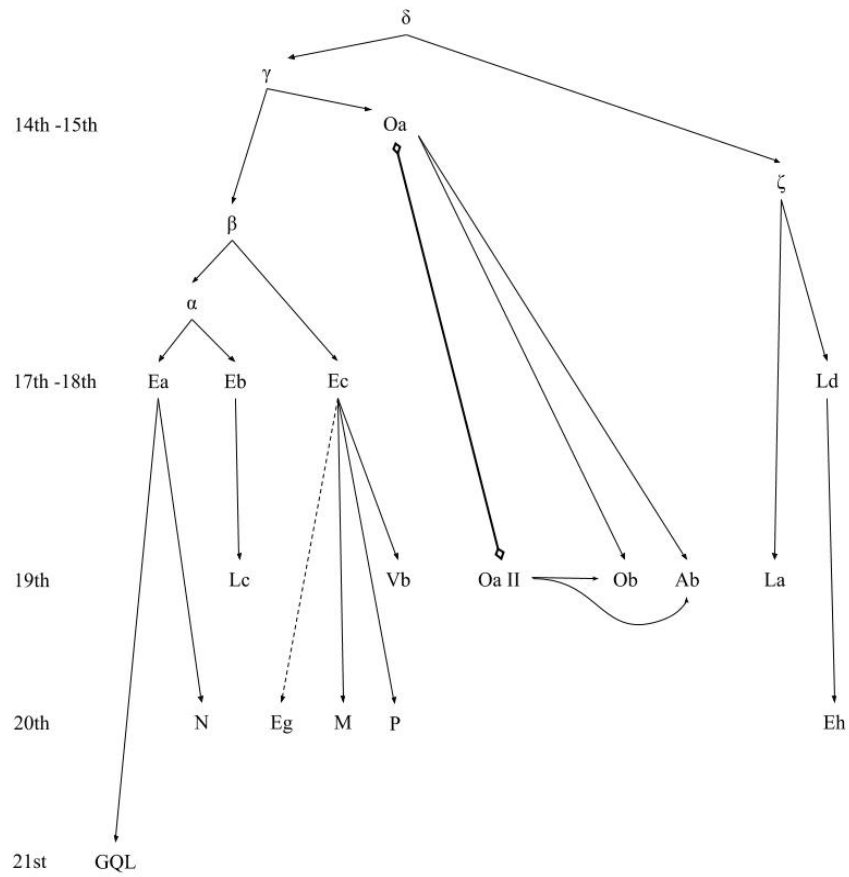 δ
γ
14th -15th Oa
ζ
β
α
17th -18th Ea Eb Ec Ld
19th Lc Vb Oa II Ob Ab La
20th N Eg M P Eh
21st GQL